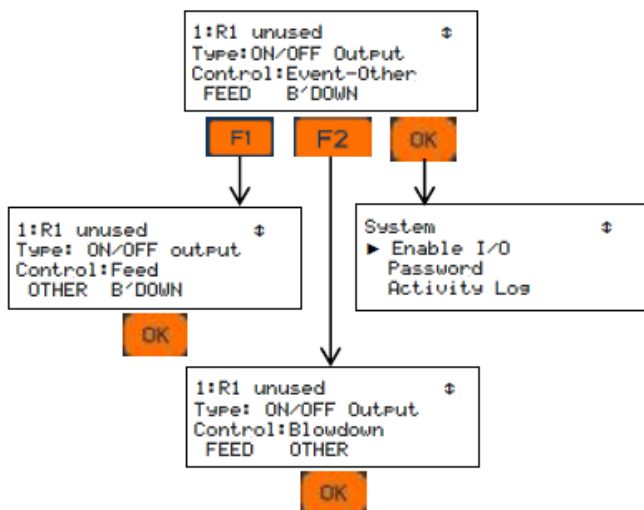 1:R1 unused
Type:ON/OFF Output
Control:Event-Other
FEED B'DOWN
F1 F2 OK
1:R1 unused
Type: ON/OFF output
Control:Feed
OTHER B'DOWN
OK
System
► Enable I/O
Password
Activity Log
1:R1 unused
Type: ON/OFF Output
Control:Blowdown
FEED OTHER
OK